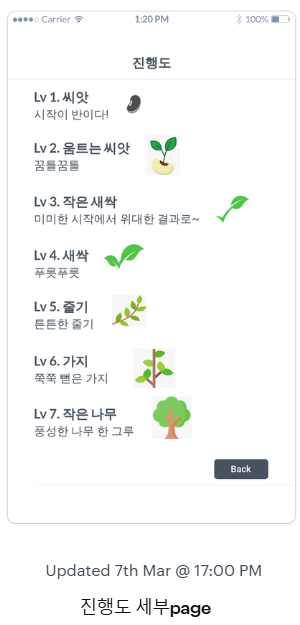 Carrier 1:20 PM 100%
진행도
Lv 1. 씨앗
시작이 반이다!
Lv 2. 움트는 씨앗
꿈틀꿈틀
Lv 3. 작은 새싹
미미한 시작에서 위대한 결과로~
Lv 4. 새싹
푸릇푸릇
Lv 5. 줄기
튼튼한 줄기
Lv 6. 가지
쭉쭉 뻗은 가지
Lv 7. 작은 나무
풍성한 나무 한 그루
Back
Updated 7th Mar @ 17:00 PM
진행도 세부page